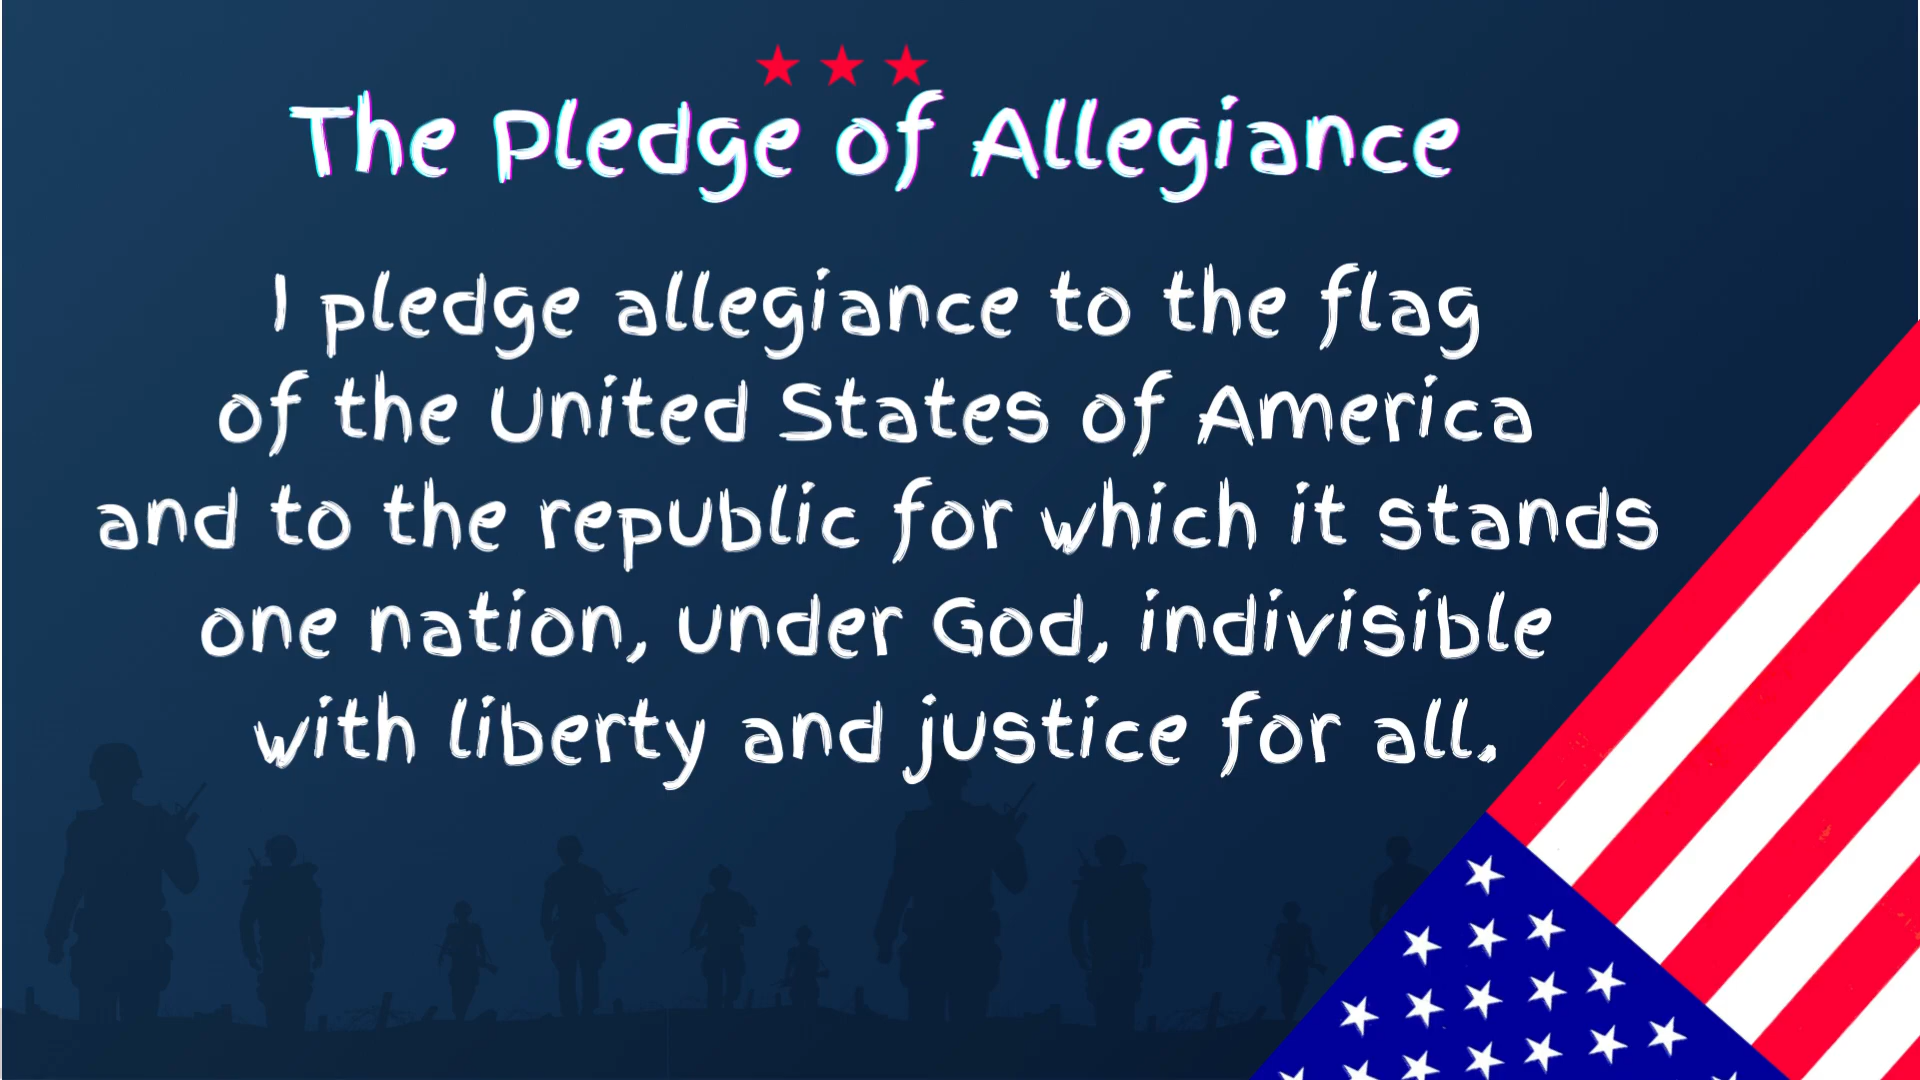 The Pledge of Allegiance
I pledge allegiance to the flag
of the United States of America
and to the republic for which it stands
one nation, under God, indivisible
with liberty and justice for all.